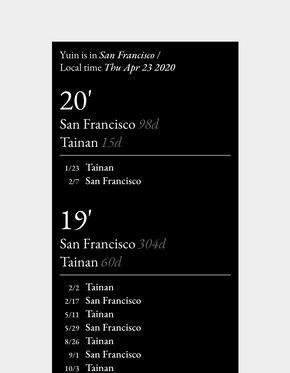 Yuin is in San Francisco /
Local time Thu Apr 23 2020
20'
San Francisco 98d
Tainan 15d
1/23 Tainan
2/7 San Francisco
19'
San Francisco 304d
Tainan 60d
2/2 Tainan
2/17 San Francisco
5/11 Tainan
5/29 San Francisco
8/26 Tainan
9/1 San Francisco
10/3 Tainan